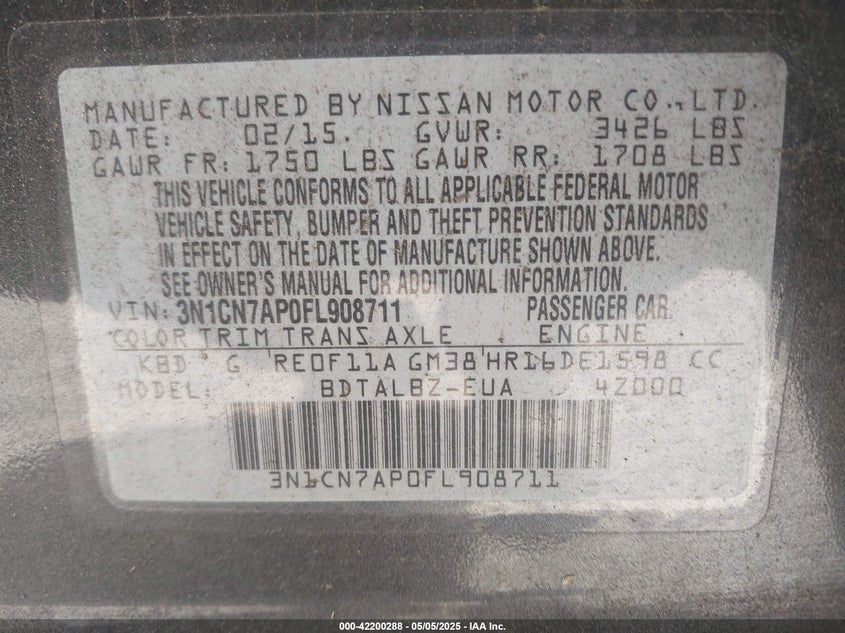 MANUFACTURED BY NISSAN MOTOR CO., LTD.
DATE: 02/15. GVWR: 3426 LBS
GAWR FR: 1750 LBS GAWR RR: 1708 LBS
THIS VEHICLE CONFORMS TO ALL APPLICABLE FEDERAL MOTOR
VEHICLE SAFETY, BUMPER AND THEFT PREVENTION STANDARDS
IN EFFECT ON THE DATE OF MANUFACTURE SHOWN ABOVE.
SEE OWNER'S MANUAL FOR ADDITIONAL INFORMATION.
VIN: 3N1CN7AP0FL908711 PASSENGER CAR
COLOR TRIM TRANS AXLE ENGINE
KBD G RE0F11A GM38 HR16DE1598 CC
MODEL: BDTALBZ-EUA 4Z000
3N1CN7AP0FL908711
000-42200288 - 05/05/2025 - IAA Inc.